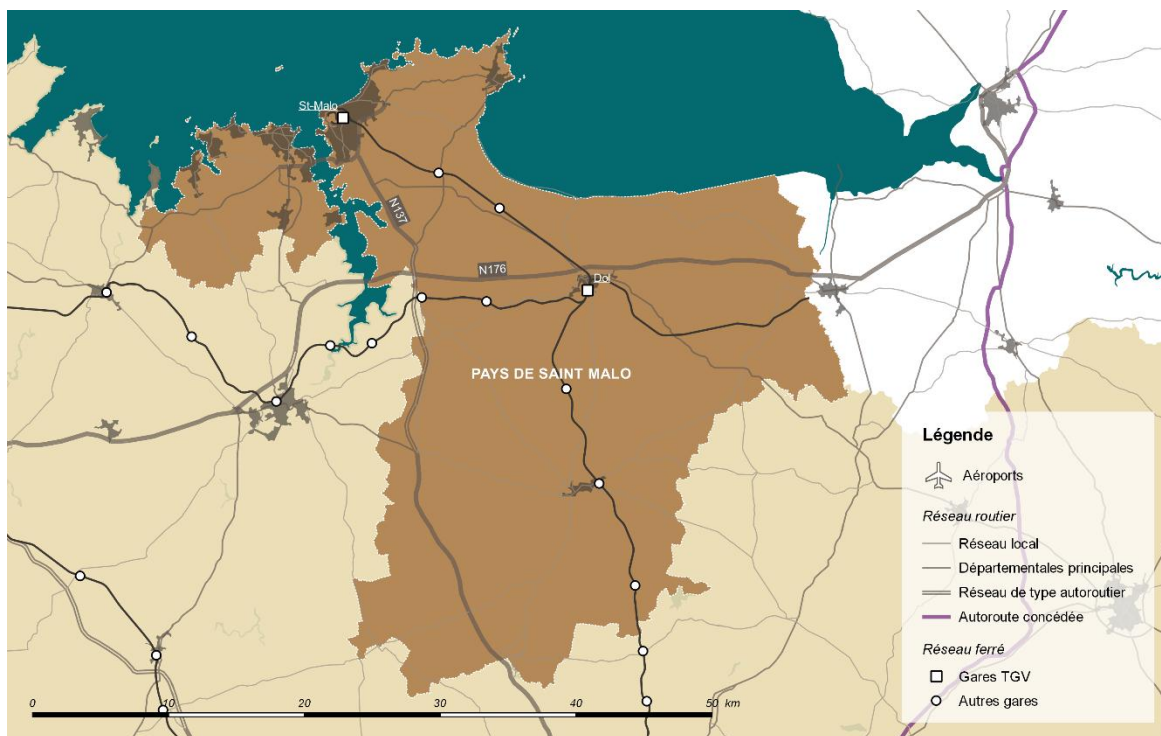 St-Malo
N137
N176
Dol
PAYS DE SAINT MALO
Légende
Aéroports
Réseau routier
Réseau local
Départementales principales
Réseau de type autoroutier
Autoroute concédée
Réseau ferré
Gares TGV
Autres gares
0 10 20 30 40 50 km